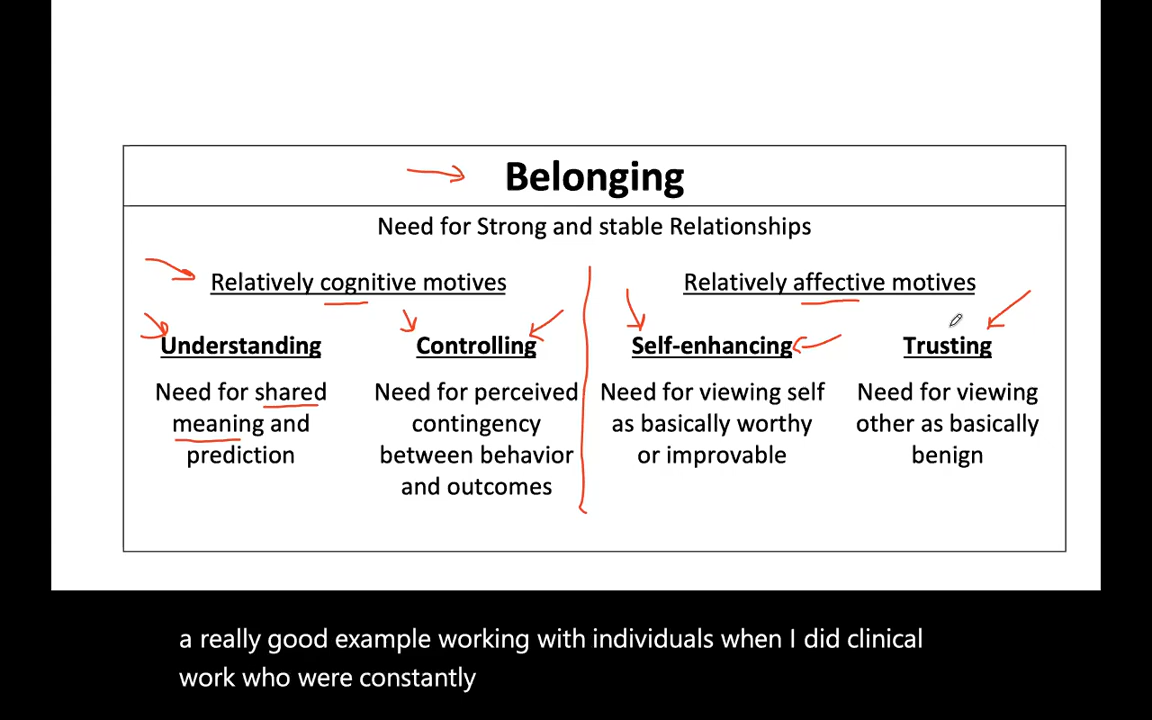 Belonging
Need for Strong and stable Relationships
Relatively cognitive motives
Relatively affective motives
Understanding
Need for shared
meaning and
prediction
Controlling
Need for perceived
contingency
between behavior
and outcomes
Self-enhancing
Need for viewing self
as basically worthy
or improvable
Trusting
Need for viewing
other as basically
benign
a really good example working with individuals when I did clinical
work who were constantly